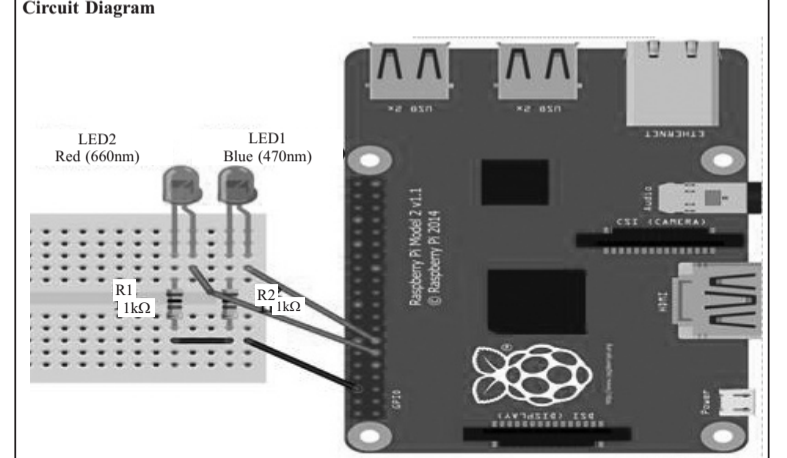 Circuit Diagram
LED2
Red (660nm)
LED1
Blue (470nm)
USB 2x
USB 2x
ETHERNET
Audio
CSI (CAMERA)
Raspberry Pi Model 2 v1.1
© Raspberry Pi 2014
HDMI
R1
1kΩ
R2
1kΩ
GPIO
Power
DSI (DISPLAY)